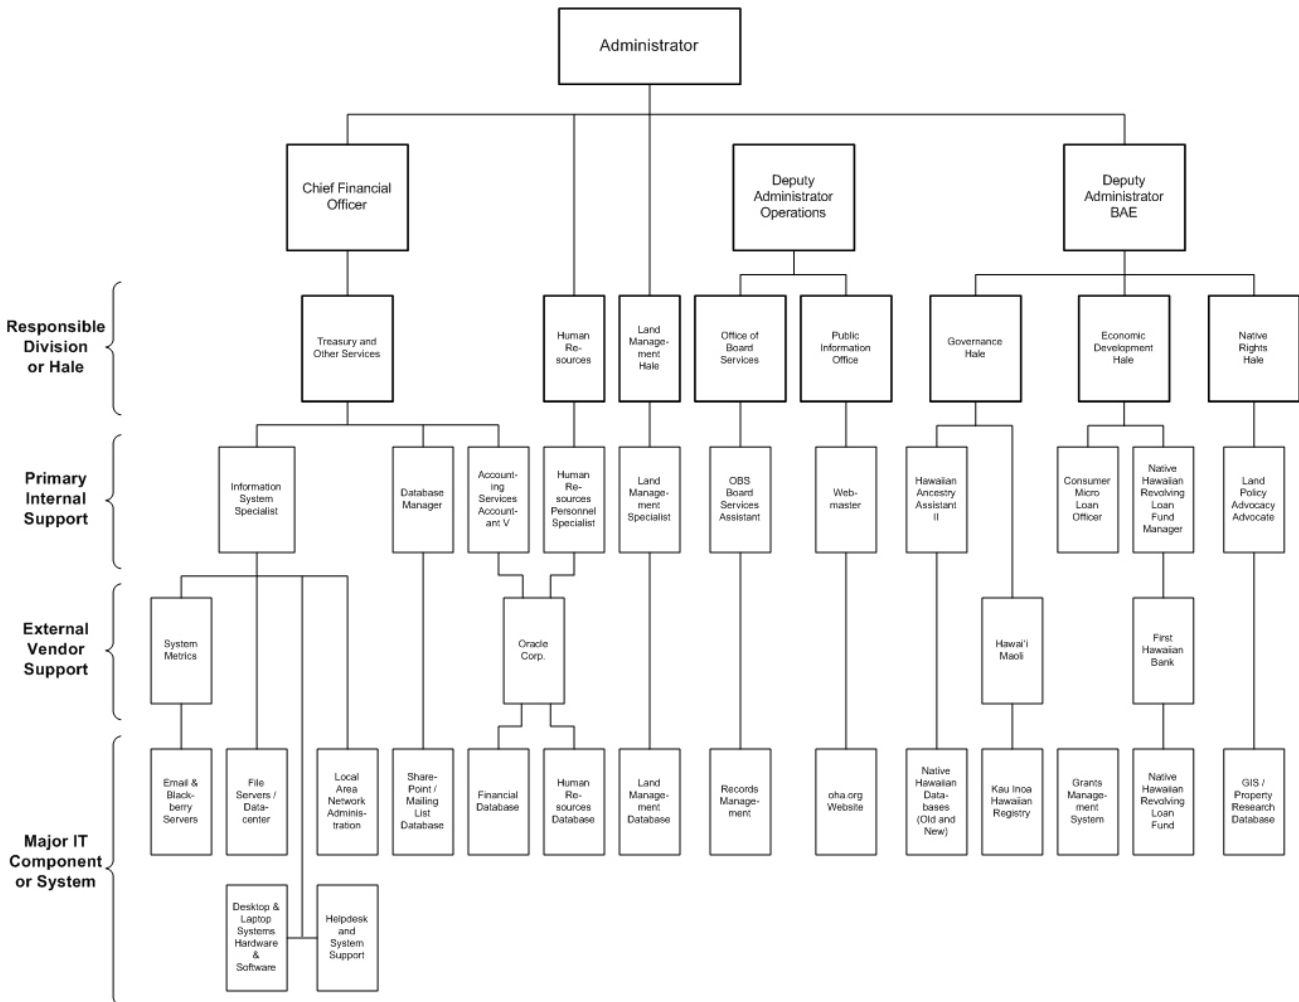 Administrator
Chief Financial
Officer
Deputy
Administrator
Operations
Deputy
Administrator
BAE
Responsible
Division
or Hale
Treasury and
Other Services
Human
Re-
sources
Land
Manage-
ment
Hale
Office of
Board
Services
Public
Information
Office
Governance
Hale
Economic
Development
Hale
Native
Rights
Hale
Primary
Internal
Support
Information
System
Specialist
Database
Manager
Account-
ing
Services
Account-
ant V
Human
Re-
sources
Personnel
Specialist
Land
Manage-
ment
Specialist
OBS
Board
Services
Assistant
Web-
master
Hawaiian
Ancestry
Assistant
II
Consumer
Micro
Loan
Officer
Native
Hawaiian
Revolving
Loan
Fund
Manager
Land
Policy
Advocacy
Advocate
External
Vendor
Support
System
Metrics
Oracle
Corp.
Hawai'i
Maoli
First
Hawaiian
Bank
Major IT
Component
or System
Email &
Black-
berry
Servers
File
Servers /
Data-
center
Local
Area
Network
Adminis-
tration
Share-
Point /
Mailing
List
Database
Financial
Database
Human
Re-
sources
Database
Land
Manage-
ment
Database
Records
Manage-
ment
oha.org
Website
Native
Hawaiian
Data-
bases
(Old and
New)
Kau Inoa
Hawaiian
Registry
Grants
Manage-
ment
System
Native
Hawaiian
Revolving
Loan
Fund
GIS /
Property
Research
Database
Desktop &
Laptop
Systems
Hardware
&
Software
Helpdesk
and
System
Support